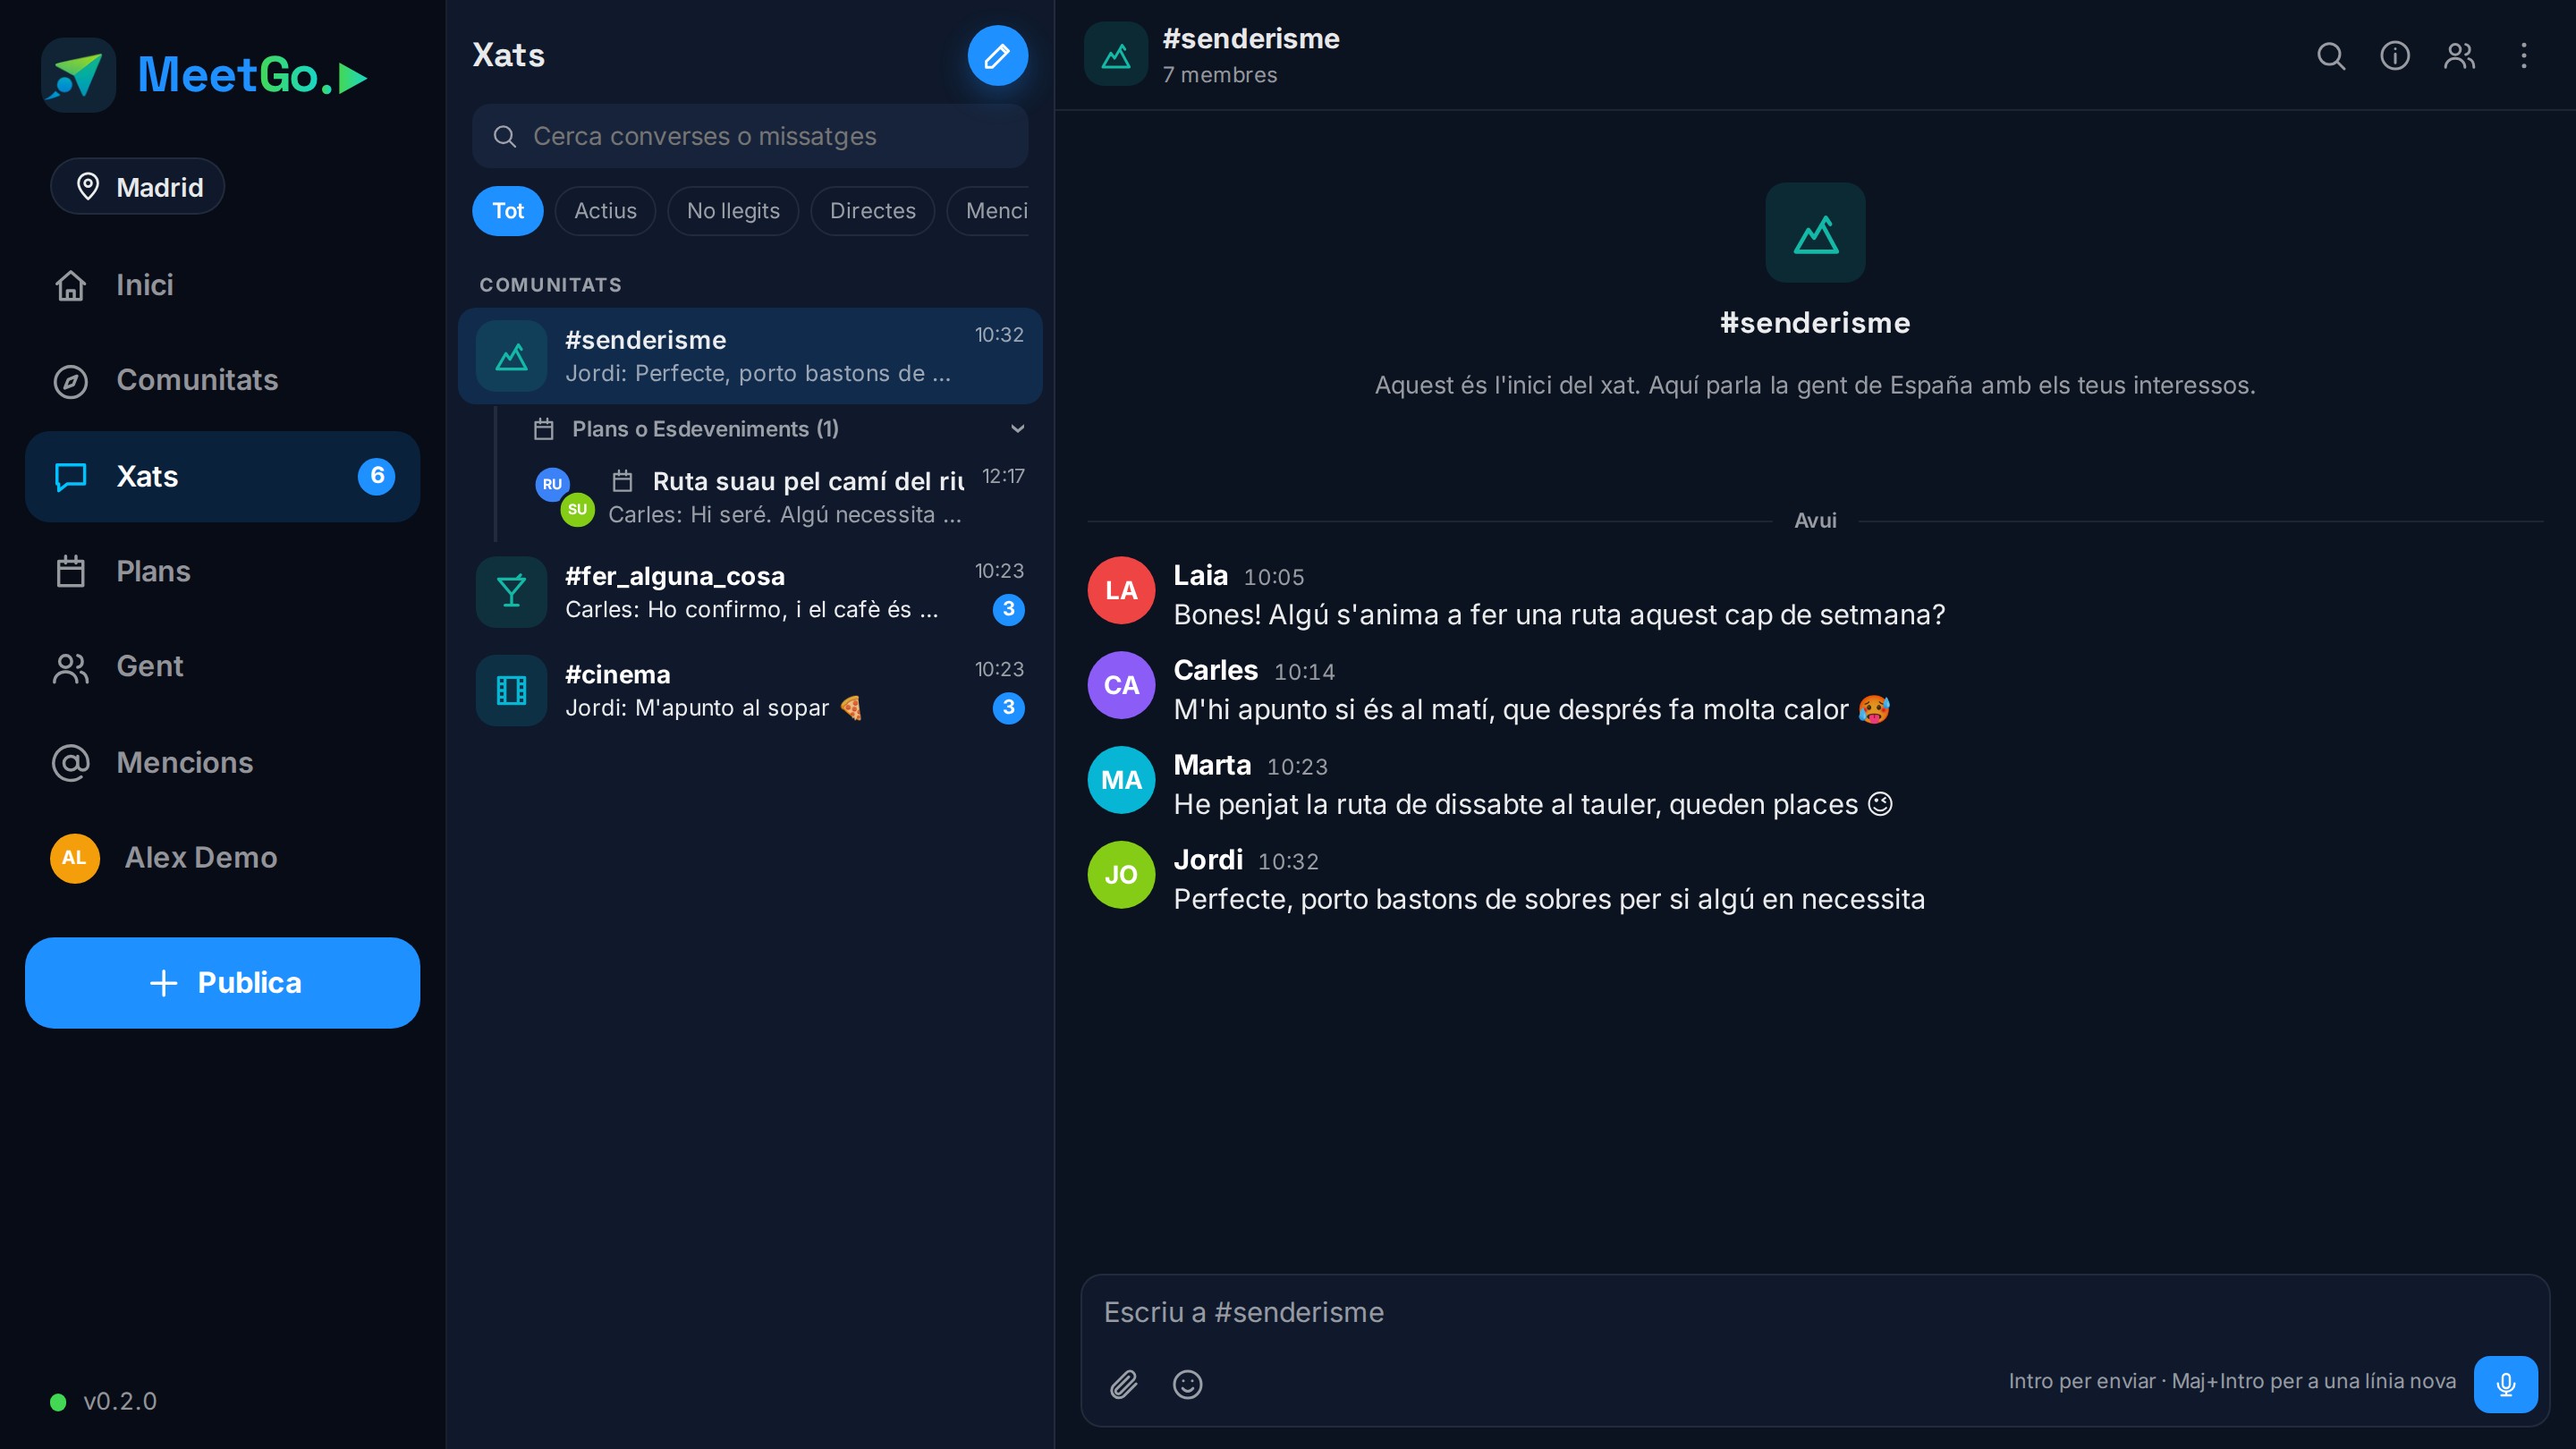 MeetGo.
Madrid
Inici
Comunitats
Xats
6
Plans
Gent
Mencions
AL
Alex Demo
Publica
v0.2.0
Xats
Cerca converses o missatges
Tot
Actius
No llegits
Directes
Menci
COMUNITATS
#senderisme
10:32
Jordi: Perfecte, porto bastons de ...
Plans o Esdeveniments (1)
RU
SU
Ruta suau pel camí del riu
12:17
Carles: Hi seré. Algú necessita ...
#fer_alguna_cosa
10:23
Carles: Ho confirmo, i el cafè és ...
3
#cinema
10:23
Jordi: M'apunto al sopar 🍕
3
#senderisme
7 membres
#senderisme
Aquest és l'inici del xat. Aquí parla la gent de España amb els teus interessos.
Avui
LA
Laia 10:05
Bones! Algú s'anima a fer una ruta aquest cap de setmana?
CA
Carles 10:14
M'hi apunto si és al matí, que després fa molta calor 🥵
MA
Marta 10:23
He penjat la ruta de dissabte al tauler, queden places 😉
JO
Jordi 10:32
Perfecte, porto bastons de sobres per si algú en necessita
Escriu a #senderisme
Intro per enviar · Maj+Intro per a una línia nova